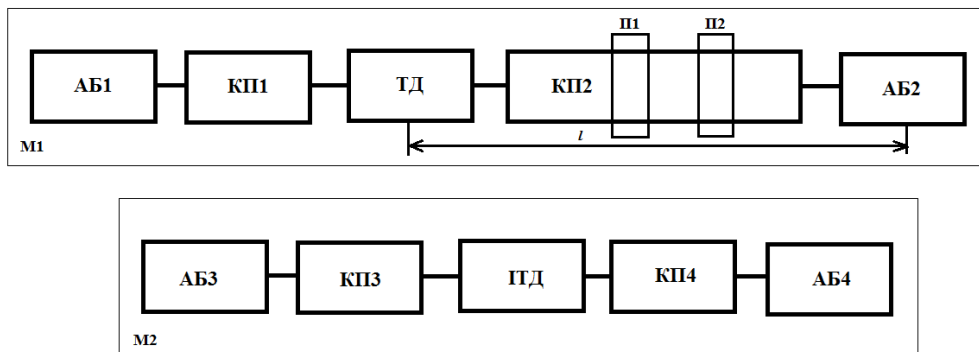 П1 П2
АБ1 КП1 ТД КП2 АБ2
l
М1
АБ3 КП3 ІТД КП4 АБ4
М2